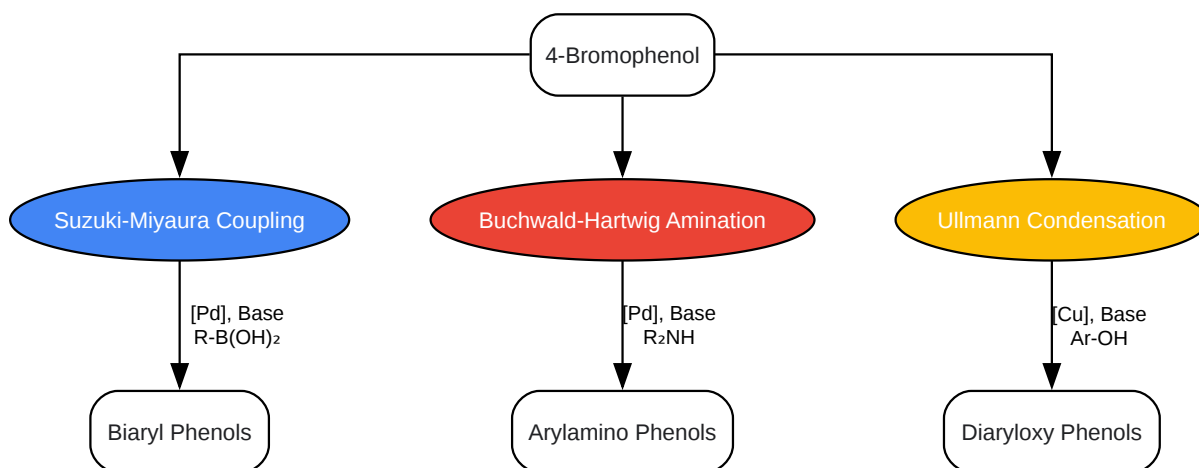 4-Bromophenol
Suzuki-Miyaura Coupling
Buchwald-Hartwig Amination
Ullmann Condensation
[Pd], Base
R-B(OH)₂
[Pd], Base
R₂NH
[Cu], Base
Ar-OH
Biaryl Phenols
Arylamino Phenols
Diaryloxy Phenols